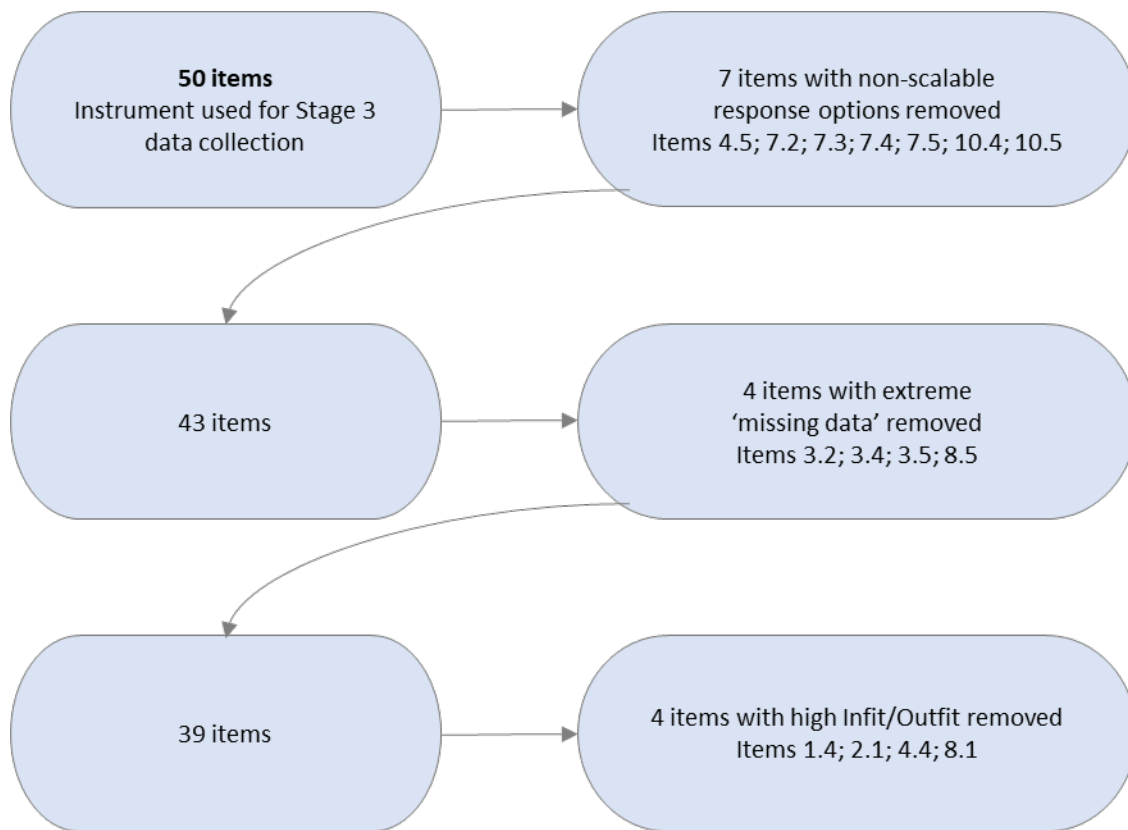 50 items
Instrument used for Stage 3
data collection
7 items with non-scalable
response options removed
Items 4.5; 7.2; 7.3; 7.4; 7.5; 10.4; 10.5
43 items
4 items with extreme
‘missing data’ removed
Items 3.2; 3.4; 3.5; 8.5
39 items
4 items with high Infit/Outfit removed
Items 1.4; 2.1; 4.4; 8.1